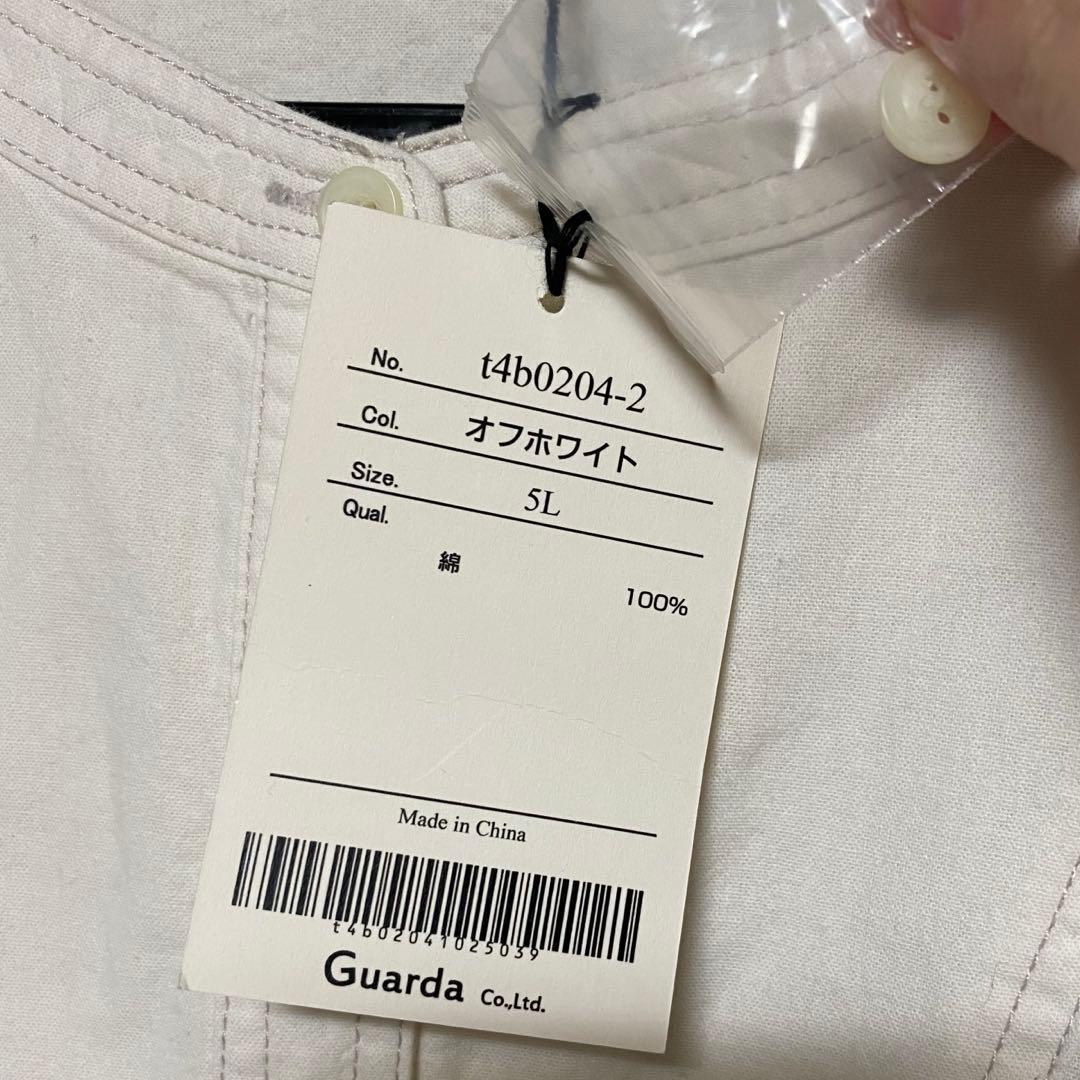 No. t4b0204-2
Col. オフホワイト
Size. 5L
Qual.
綿 100%
Made in China
t4b02041025039
Guarda Co.,Ltd.